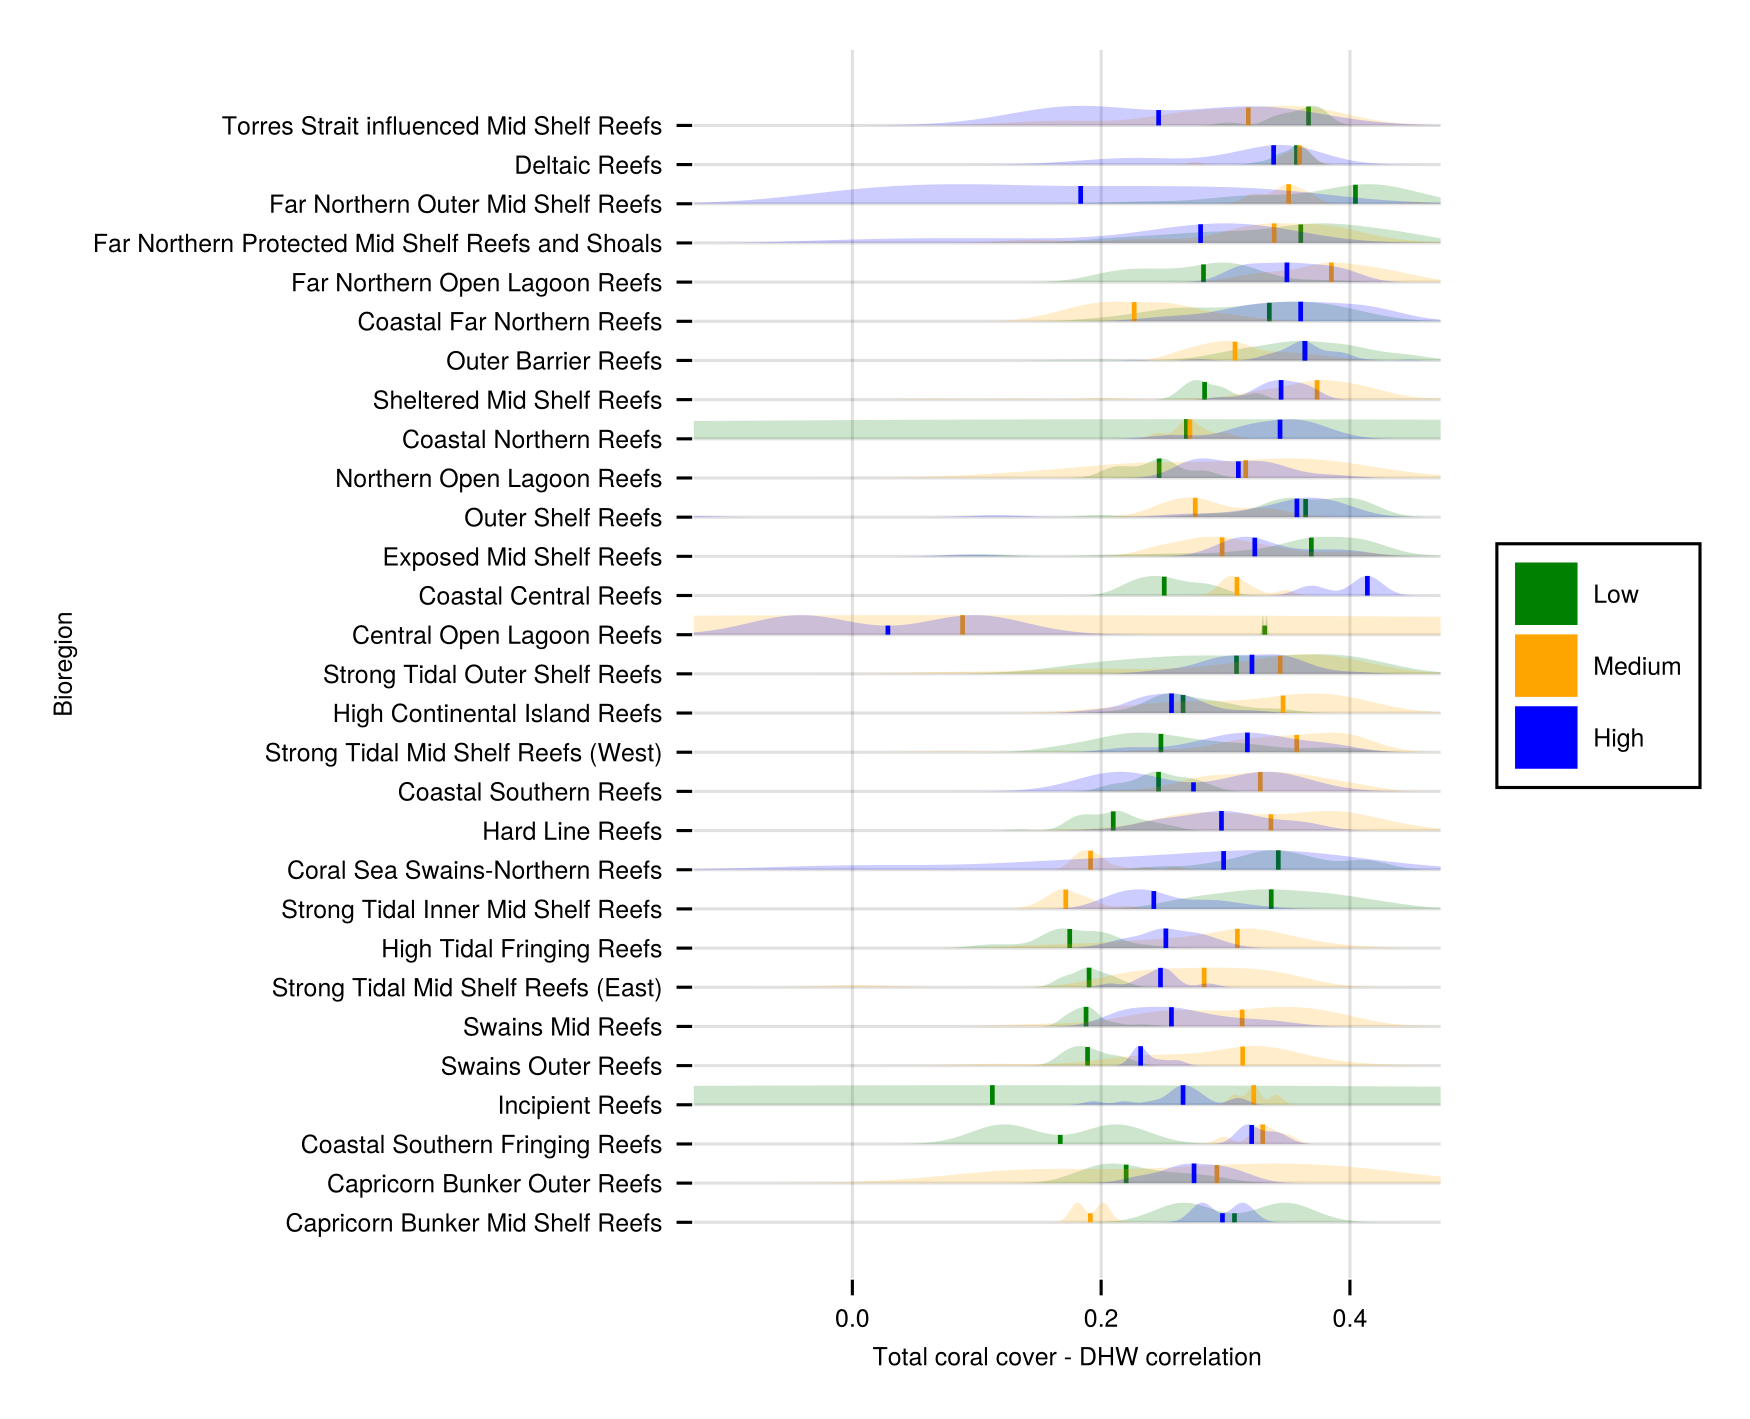 Torres Strait influenced Mid Shelf Reefs
Deltaic Reefs
Far Northern Outer Mid Shelf Reefs
Far Northern Protected Mid Shelf Reefs and Shoals
Far Northern Open Lagoon Reefs
Coastal Far Northern Reefs
Outer Barrier Reefs
Sheltered Mid Shelf Reefs
Coastal Northern Reefs
Northern Open Lagoon Reefs
Outer Shelf Reefs
Exposed Mid Shelf Reefs
Coastal Central Reefs
Central Open Lagoon Reefs
Strong Tidal Outer Shelf Reefs
High Continental Island Reefs
Strong Tidal Mid Shelf Reefs (West)
Coastal Southern Reefs
Hard Line Reefs
Coral Sea Swains-Northern Reefs
Strong Tidal Inner Mid Shelf Reefs
High Tidal Fringing Reefs
Strong Tidal Mid Shelf Reefs (East)
Swains Mid Reefs
Swains Outer Reefs
Incipient Reefs
Coastal Southern Fringing Reefs
Capricorn Bunker Outer Reefs
Capricorn Bunker Mid Shelf Reefs
Bioregion
0.0 0.2 0.4
Total coral cover - DHW correlation
Low
Medium
High